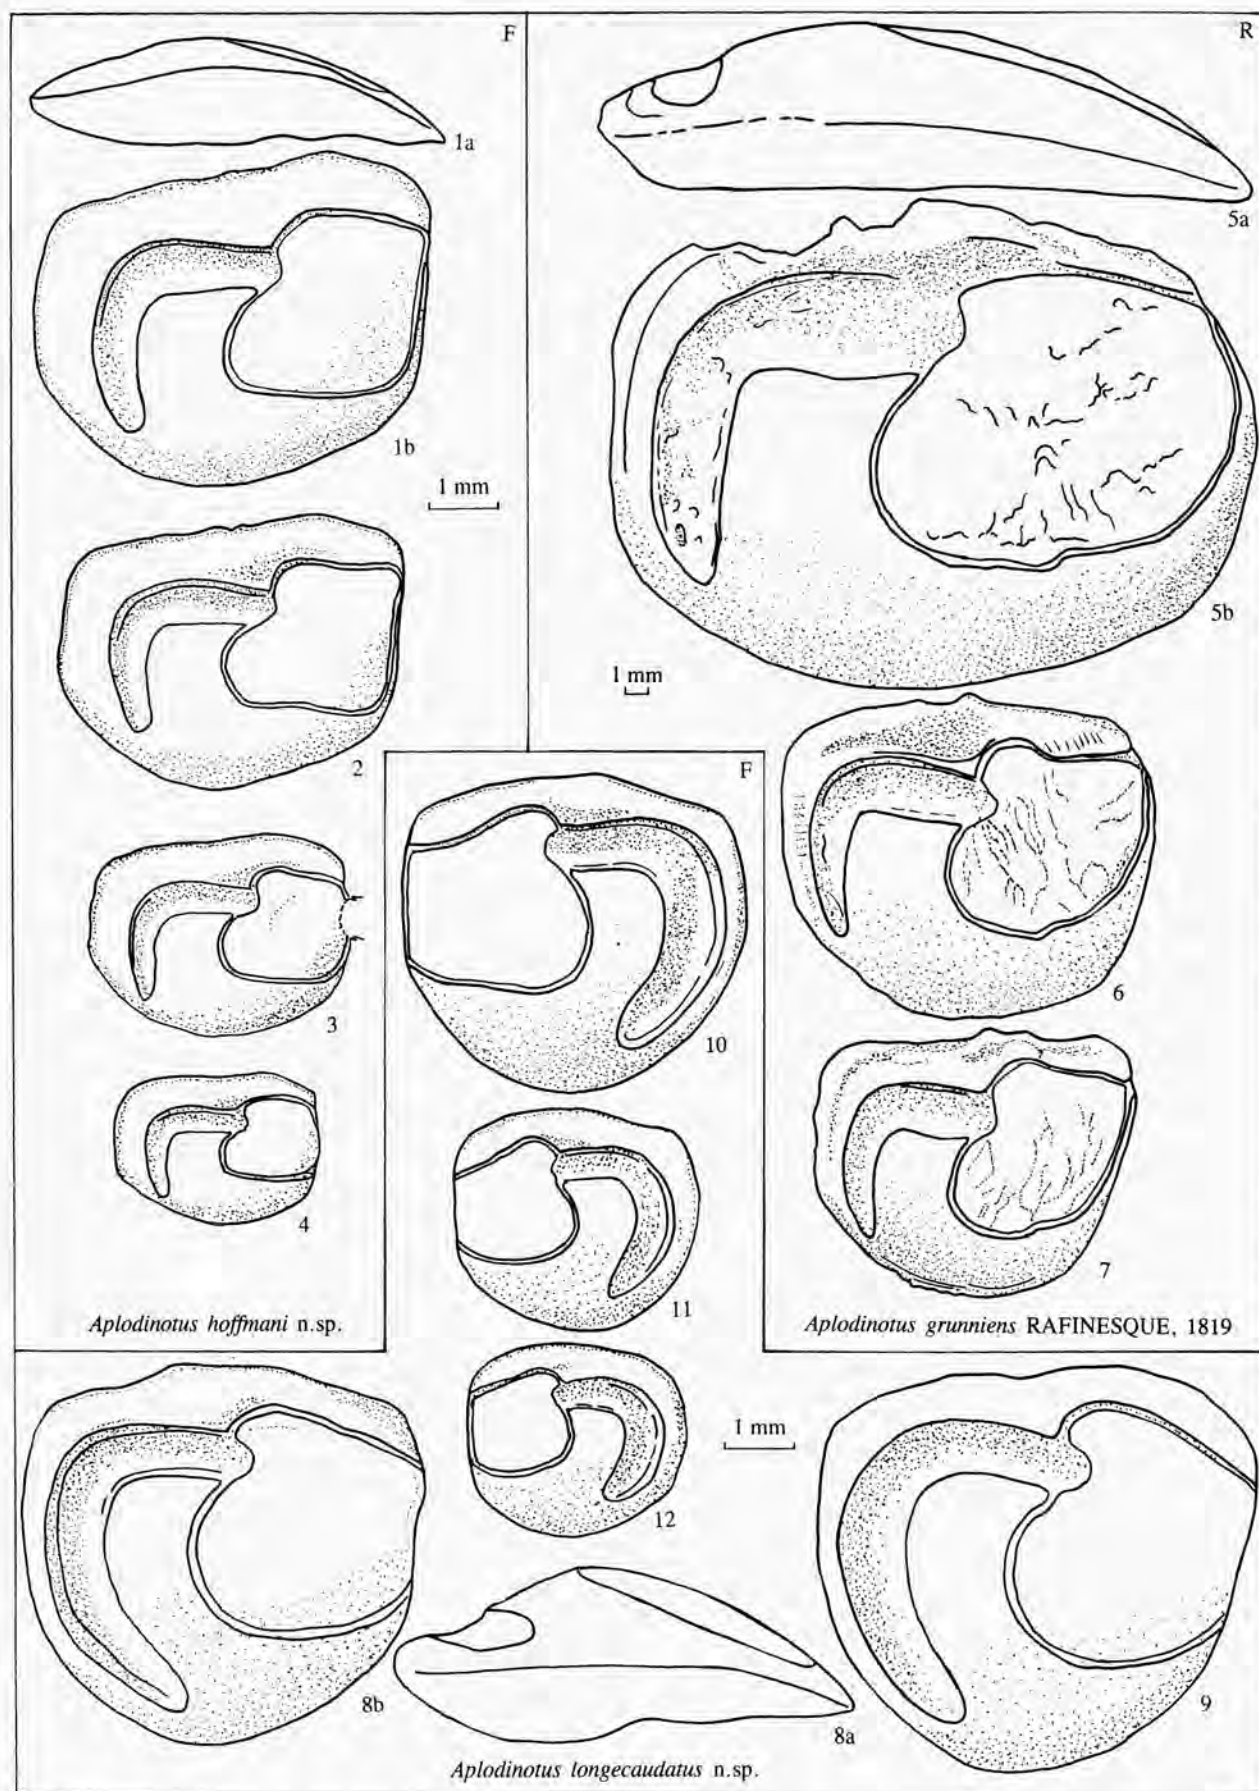 F
1a
1b
1 mm
2
3
4
Aplodinotus hoffmani n.sp.
R
5a
5b
1 mm
6
7
Aplodinotus grunniens RAFINESQUE, 1819
F
10
11
12
1 mm
8b
8a
9
Aplodinotus longecaudatus n.sp.